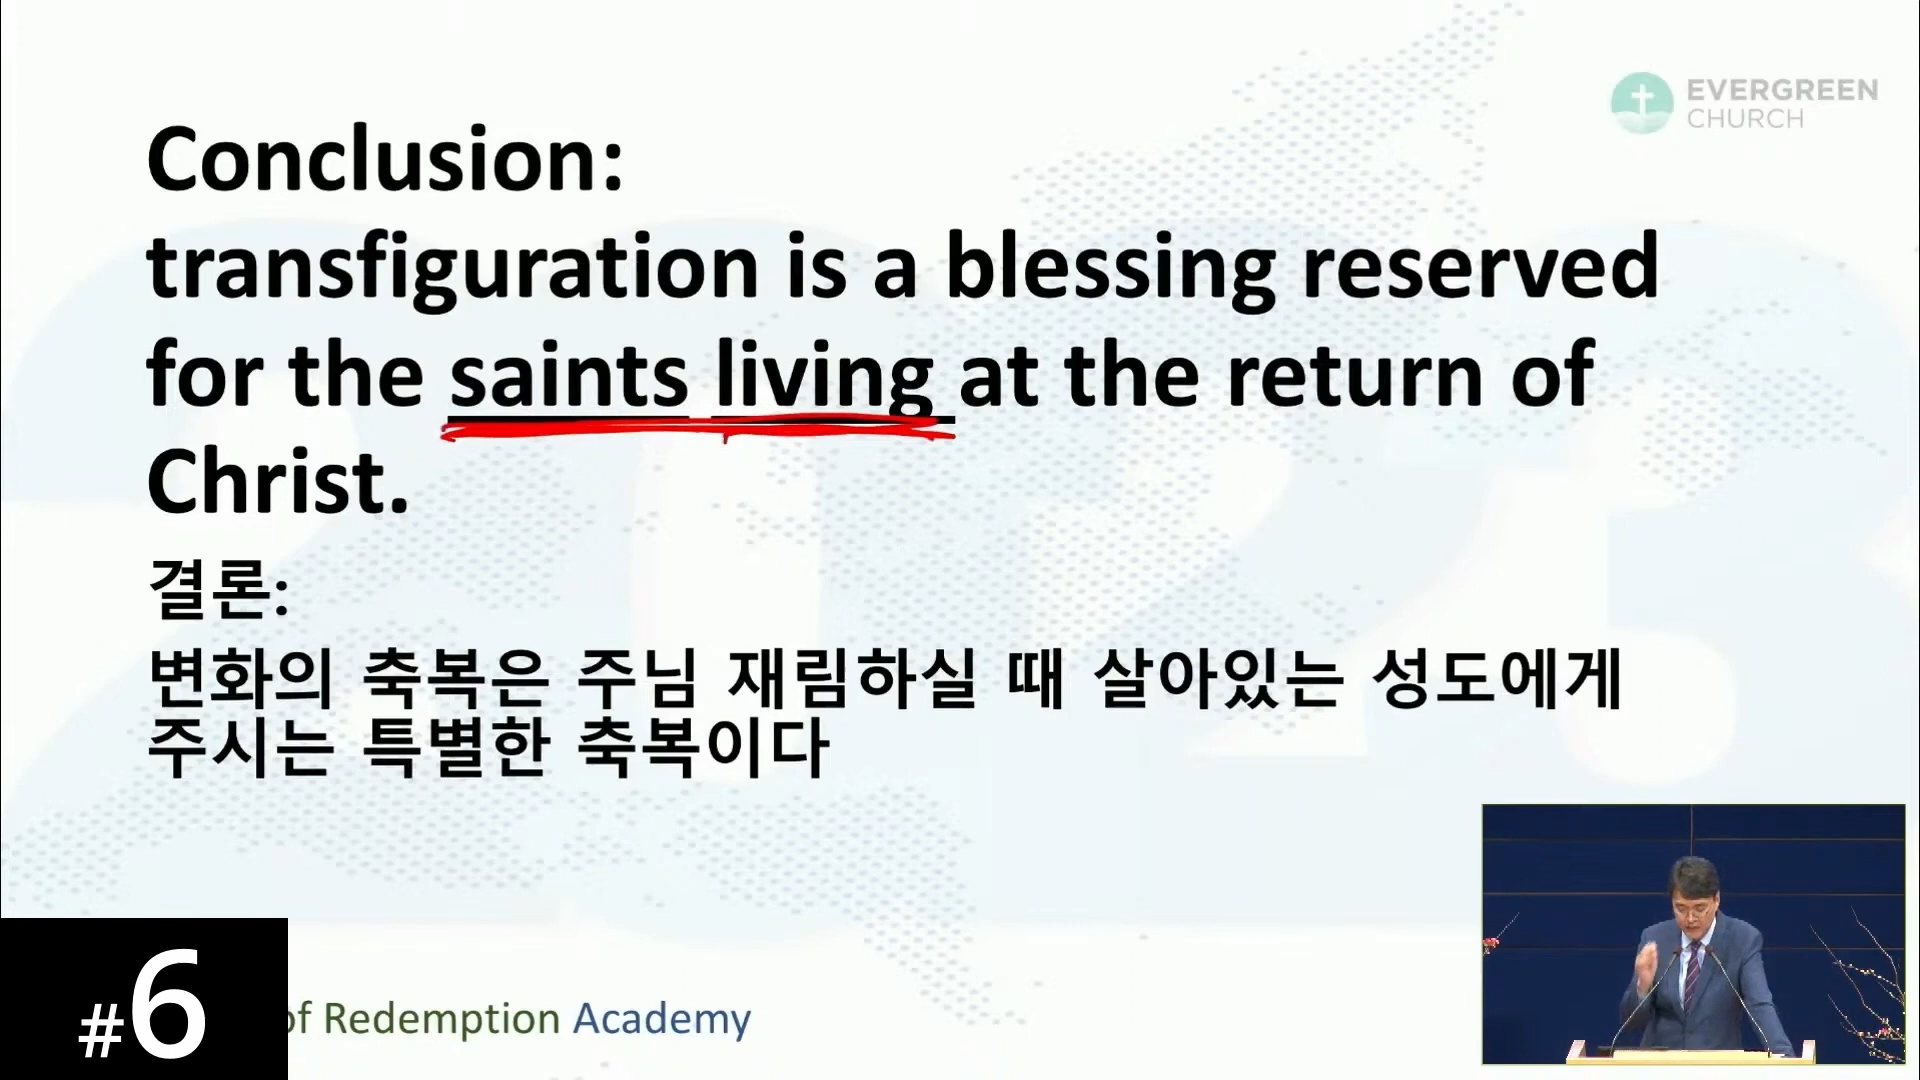 EVERGREEN
CHURCH
Conclusion:
transfiguration is a blessing reserved
for the saints living at the return of
Christ.
결론:
변화의 축복은 주님 재림하실 때 살아있는 성도에게
주시는 특별한 축복이다
#6
of Redemption Academy